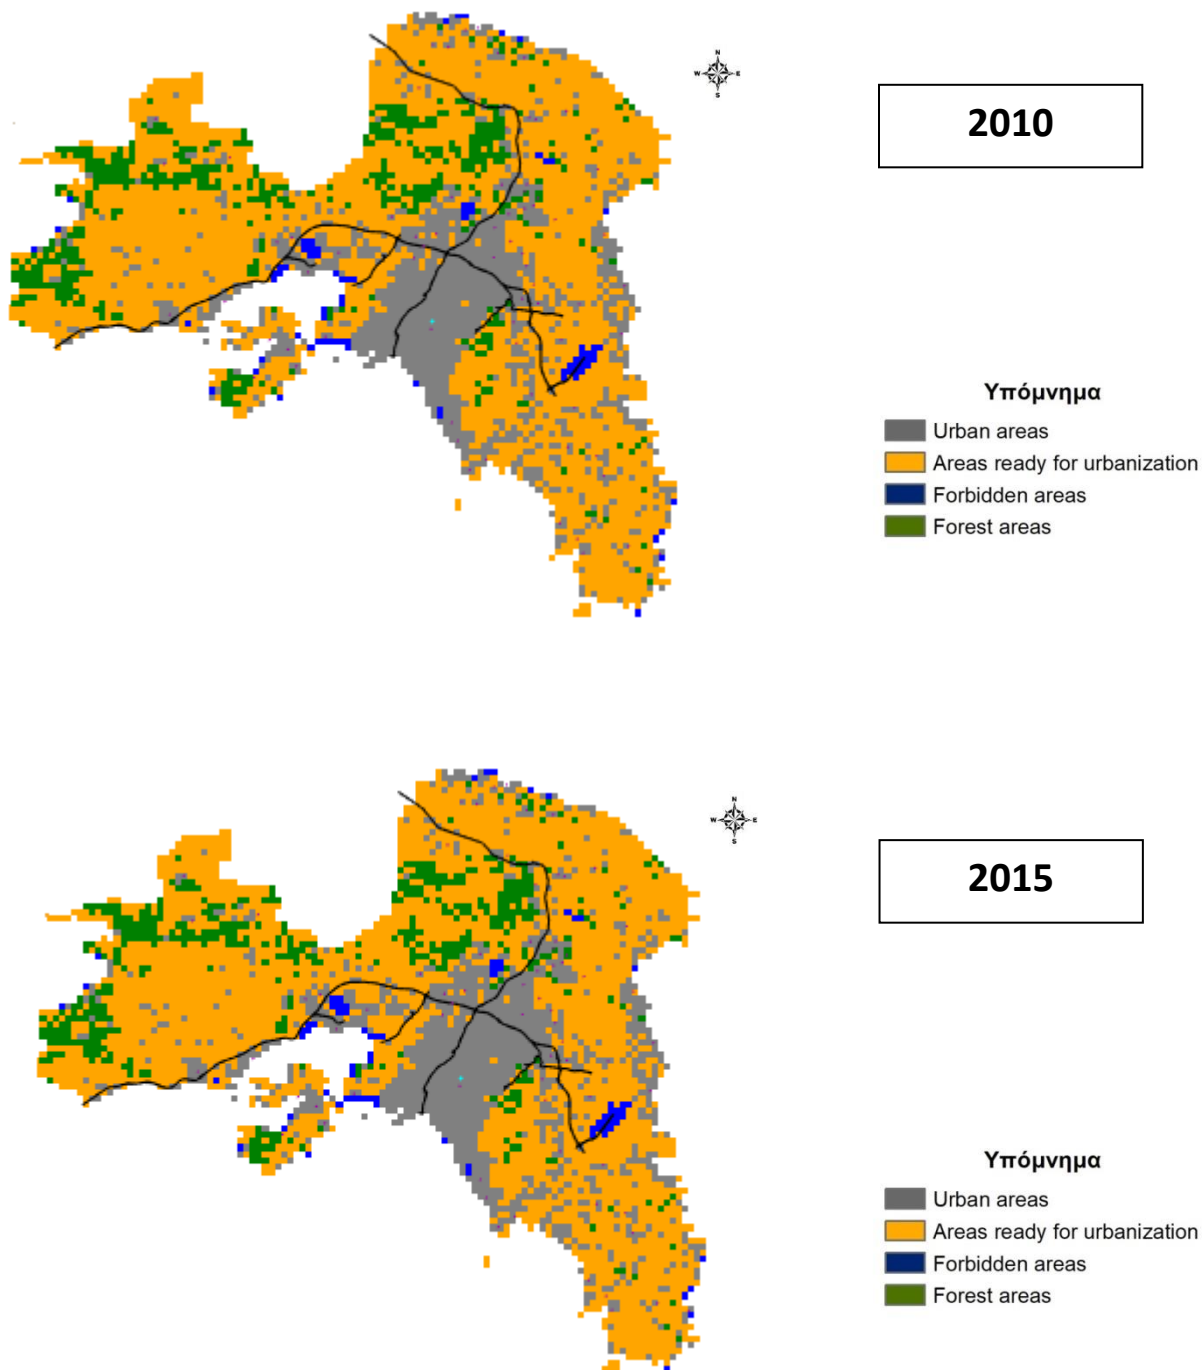 N
W E
S
2010
Υπόμνημα
Urban areas
Areas ready for urbanization
Forbidden areas
Forest areas
N
W E
S
2015
Υπόμνημα
Urban areas
Areas ready for urbanization
Forbidden areas
Forest areas